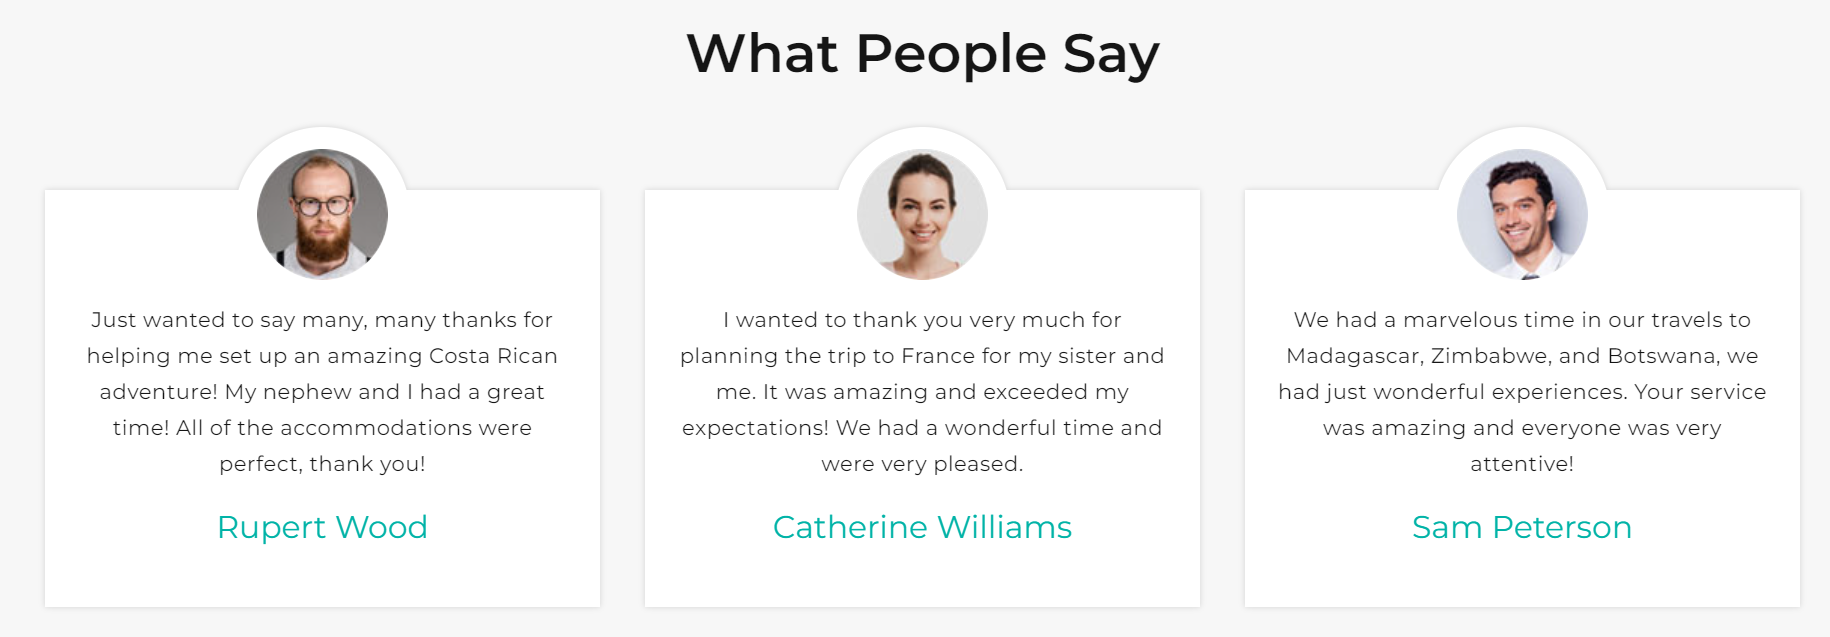 What People Say
Just wanted to say many, many thanks for
helping me set up an amazing Costa Rican
adventure! My nephew and I had a great
time! All of the accommodations were
perfect, thank you!
Rupert Wood
I wanted to thank you very much for
planning the trip to France for my sister and
me. It was amazing and exceeded my
expectations! We had a wonderful time and
were very pleased.
Catherine Williams
We had a marvelous time in our travels to
Madagascar, Zimbabwe, and Botswana, we
had just wonderful experiences. Your service
was amazing and everyone was very
attentive!
Sam Peterson